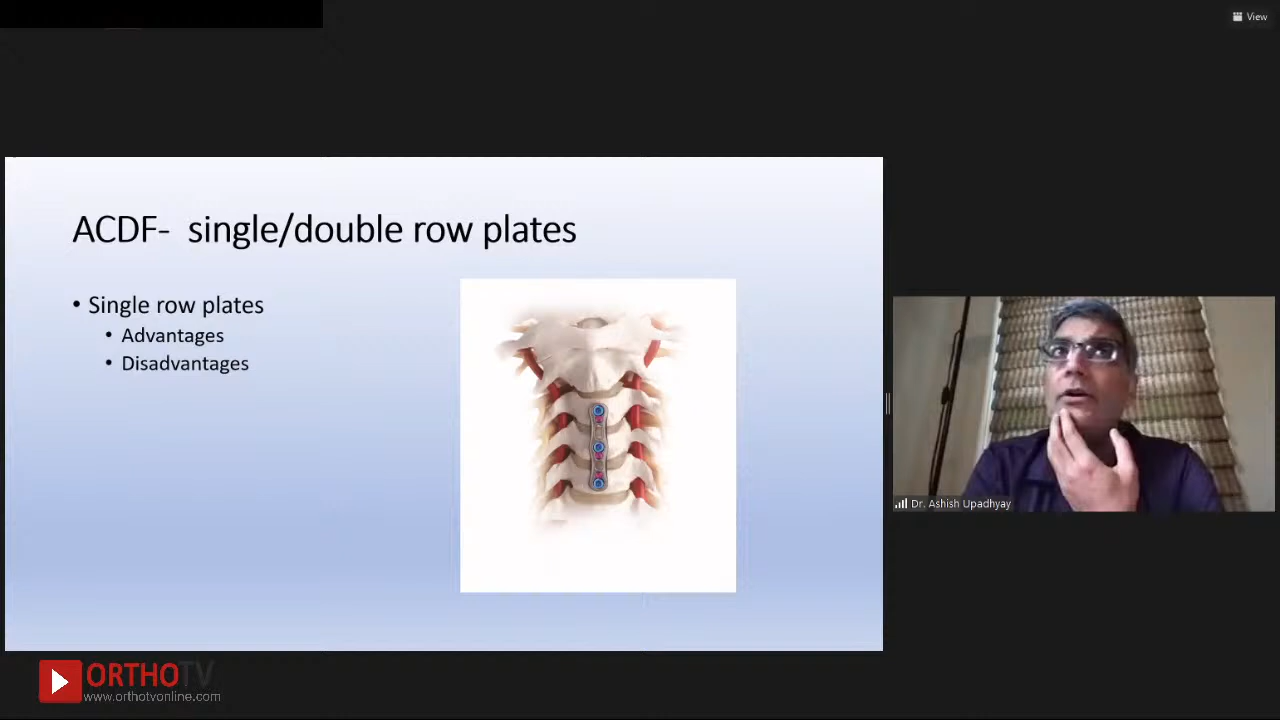 View
ACDF- single/double row plates
• Single row plates
• Advantages
• Disadvantages
Dr. Ashish Upadhyay
ORTHOTV
www.orthotvonline.com